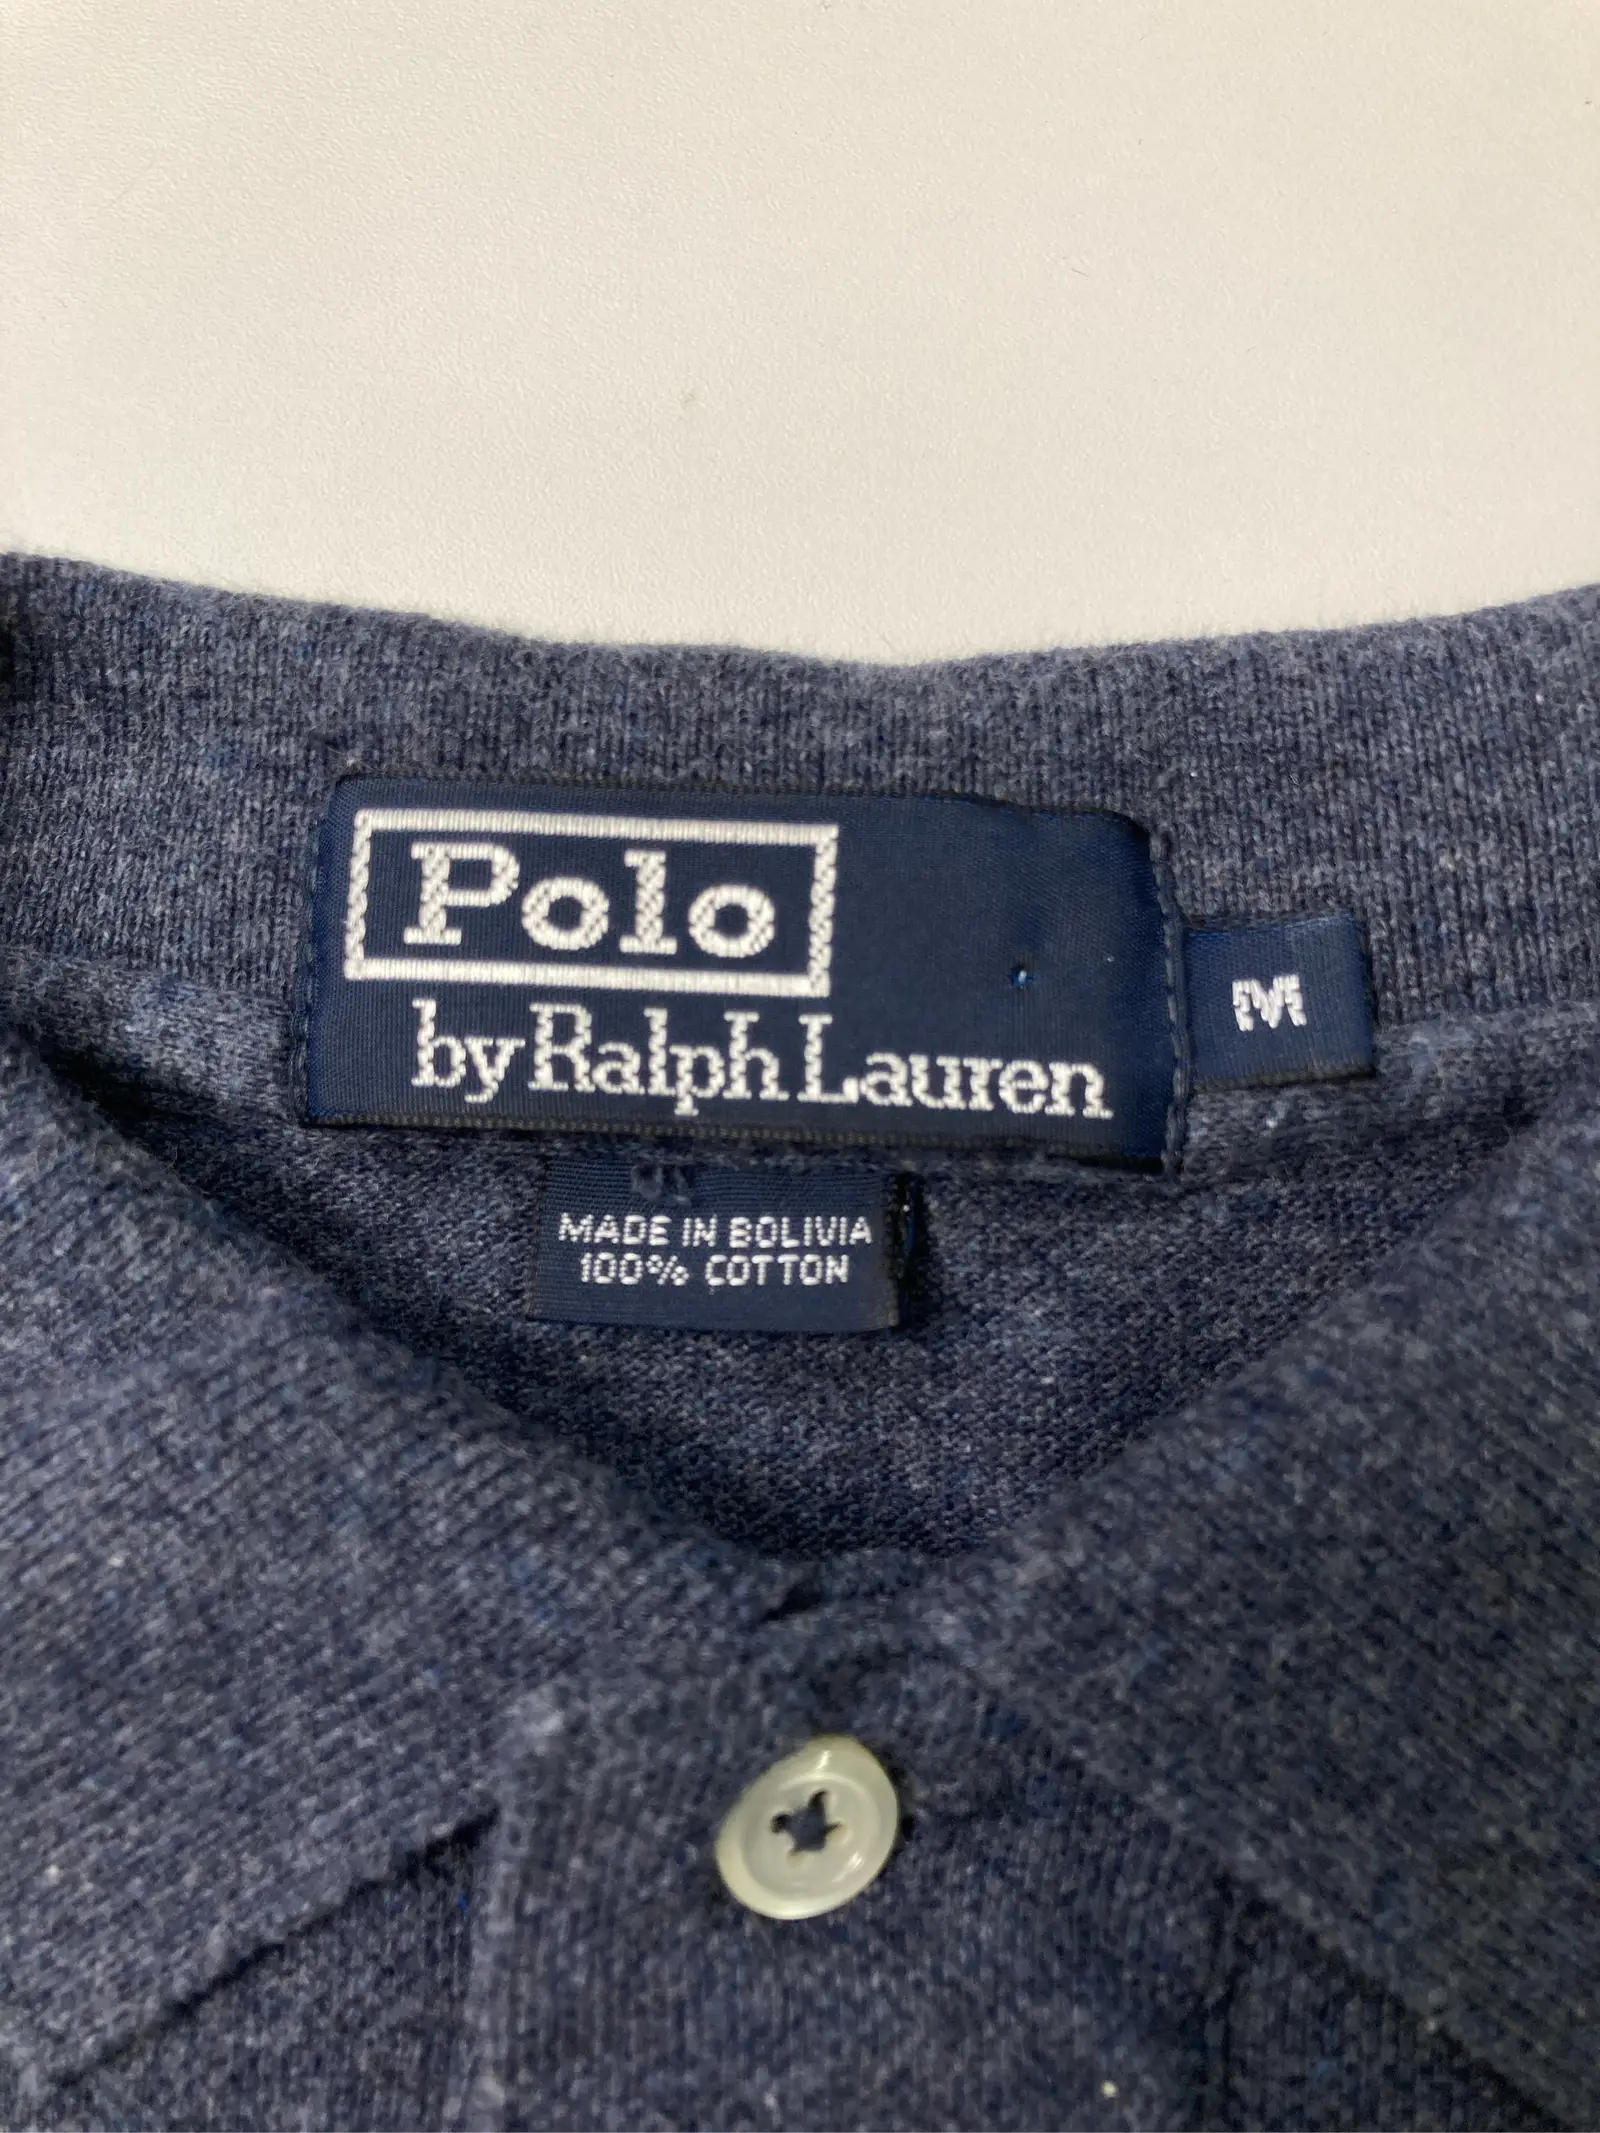 Polo
by Ralph Lauren
M
MADE IN BOLIVIA
100% COTTON